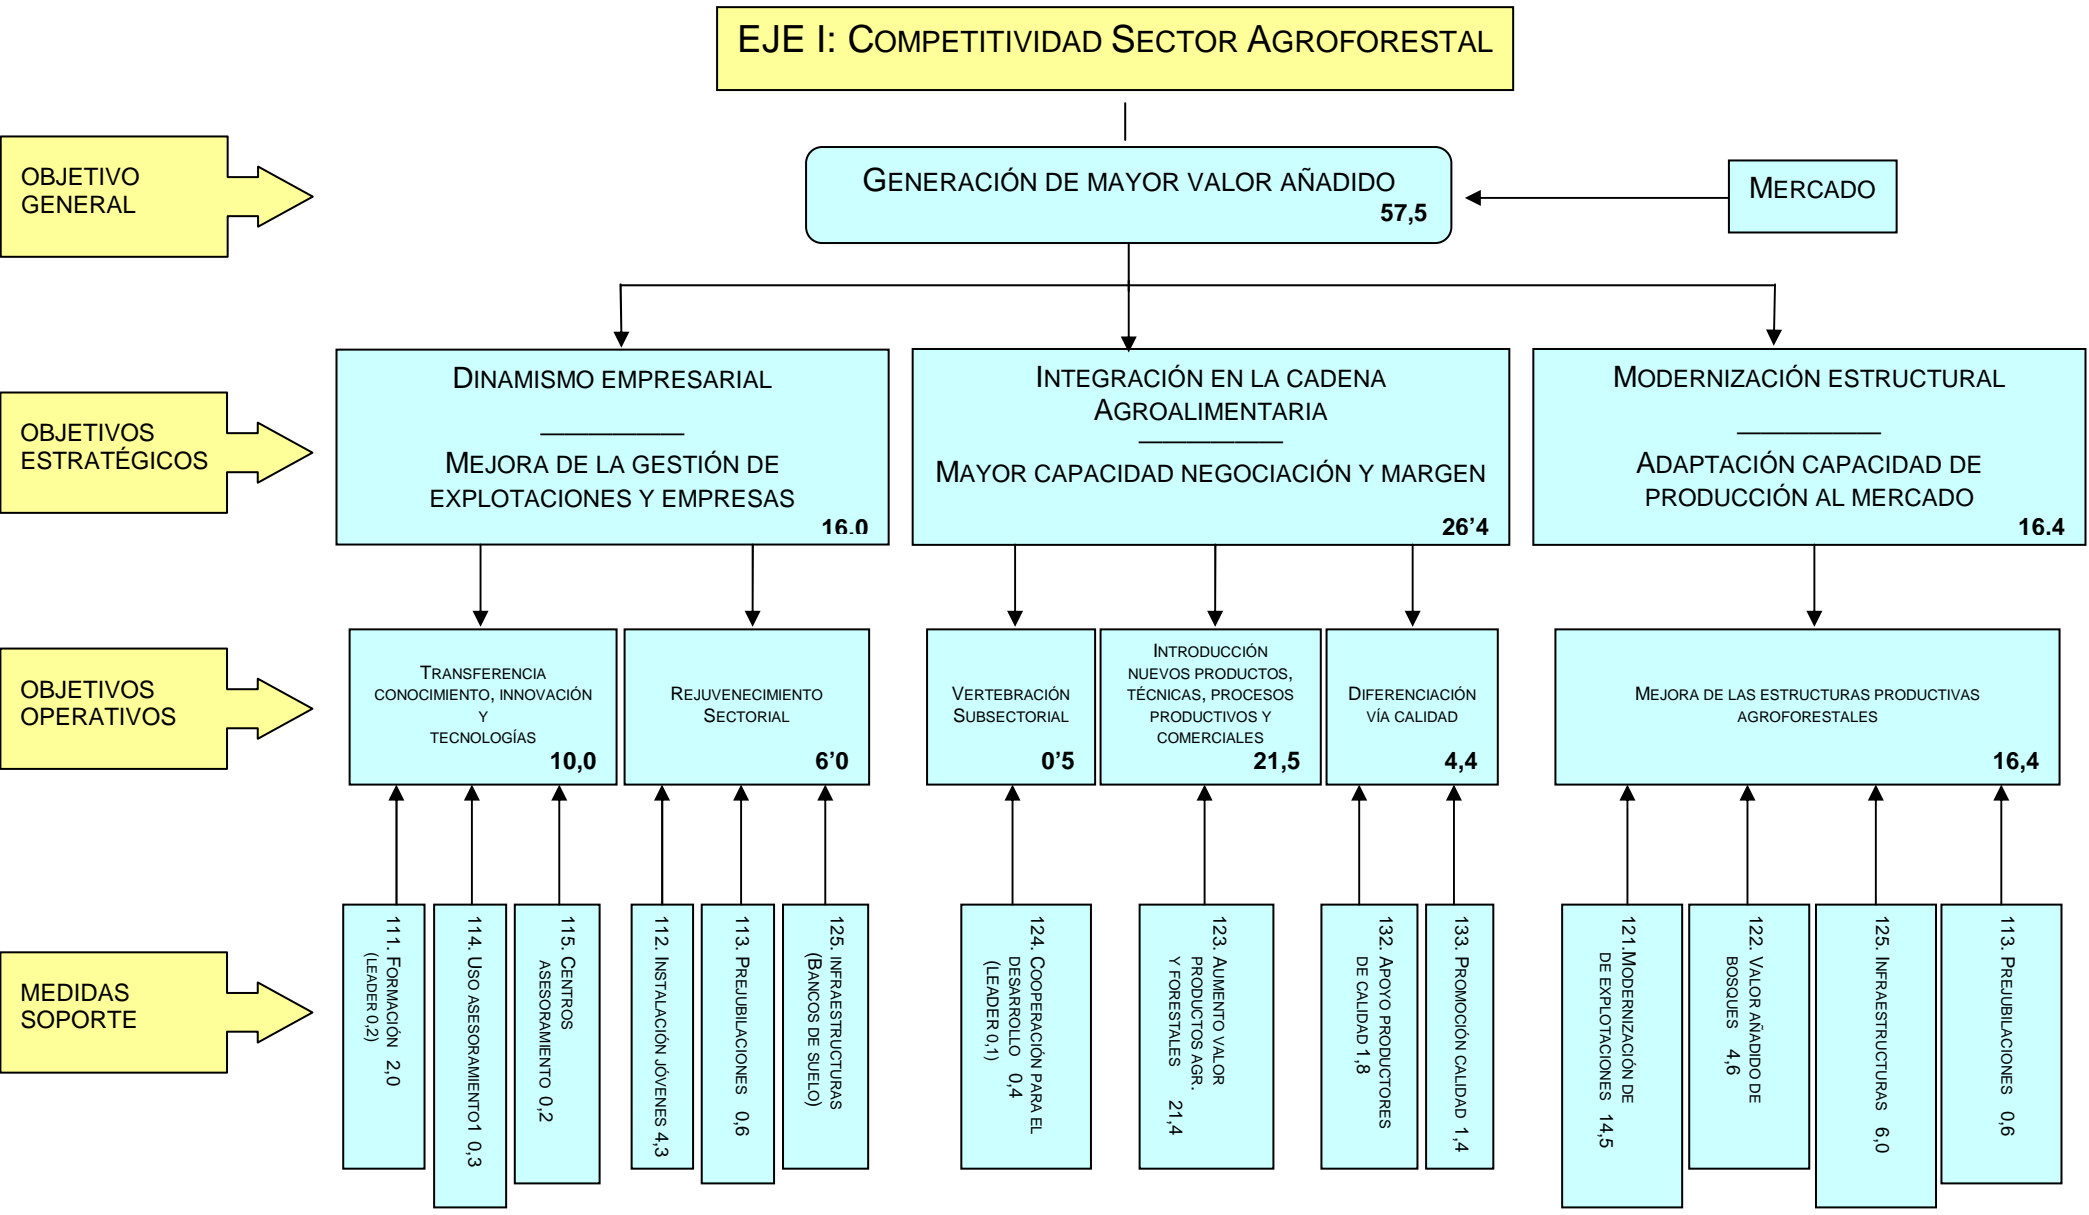 EJE I: COMPETITIVIDAD SECTOR AGROFORESTAL
OBJETIVO
GENERAL
GENERACIÓN DE MAYOR VALOR AÑADIDO
57,5
MERCADO
OBJETIVOS
ESTRATÉGICOS
DINAMISMO EMPRESARIAL
MEJORA DE LA GESTIÓN DE
EXPLOTACIONES Y EMPRESAS
16.0
INTEGRACIÓN EN LA CADENA
AGROALIMENTARIA
MAYOR CAPACIDAD NEGOCIACIÓN Y MARGEN
26’4
MODERNIZACIÓN ESTRUCTURAL
ADAPTACIÓN CAPACIDAD DE
PRODUCCIÓN AL MERCADO
16.4
OBJETIVOS
OPERATIVOS
TRANSFERENCIA
CONOCIMIENTO, INNOVACIÓN
Y
TECNOLOGÍAS
10,0
REJUVENECIMIENTO
SECTORIAL
6’0
VERTEBRACIÓN
SUBSECTORIAL
0’5
INTRODUCCIÓN
NUEVOS PRODUCTOS,
TÉCNICAS, PROCESOS
PRODUCTIVOS Y
COMERCIALES
21,5
DIFERENCIACIÓN
VÍA CALIDAD
4,4
MEJORA DE LAS ESTRUCTURAS PRODUCTIVAS
AGROFORESTALES
16,4
MEDIDAS
SOPORTE
111. FORMACIÓN 2,0
(LEADER 0,2)
114. USO ASESORAMIENTO1 0,3
115. CENTROS
ASESORAMIENTO 0,2
112. INSTALACIÓN JÓVENES 4,3
113. PREJUBILACIONES 0,6
125. INFRAESTRUCTURAS
(BANCOS DE SUELO)
124. COOPERACIÓN PARA EL
DESARROLLO 0,4
(LEADER 0,1)
123. AUMENTO VALOR
PRODUCTOS AGR.
Y FORESTALES 21,4
132. APOYO PRODUCTORES
DE CALIDAD 1,8
133. PROMOCIÓN CALIDAD 1,4
121.MODERNIZACIÓN DE
DE EXPLOTACIONES 14,5
122. VALOR AÑADIDO DE
BOSQUES 4,6
125. INFRAESTRUCTURAS 6,0
113. PREJUBILACIONES 0,6